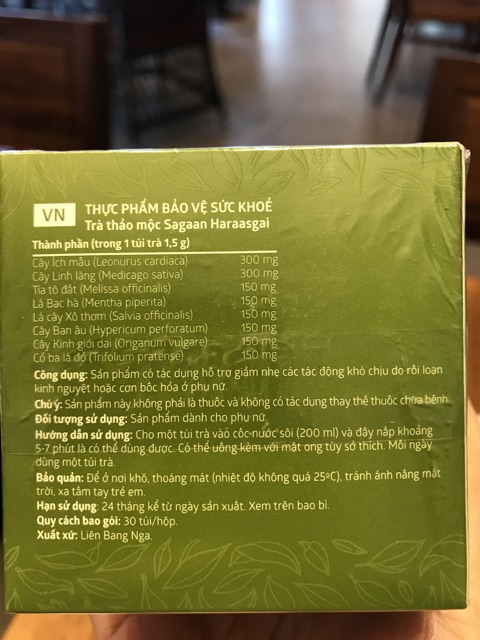 VN
THỰC PHẨM BẢO VỆ SỨC KHOẺ
Trà thảo mộc Sagaan Haraasgai
Thành phần (trong 1 túi trà 1,5 g)
Cây Ích mẫu (Leonurus cardiaca) 300 mg
Cây Linh lăng (Medicago sativa) 300 mg
Tía tô đất (Melissa officinalis) 150 mg
Lá Bạc hà (Mentha piperita) 150 mg
Lá cây Xô thơm (Salvia officinalis) 150 mg
Cây Ban âu (Hypericum perforatum) 150 mg
Cây Kinh giới dại (Origanum vulgare) 150 mg
Cỏ ba lá đỏ (Trifolium pratense) 150 mg
Công dụng: Sản phẩm có tác dụng hỗ trợ giảm nhẹ các tác động khó chịu do rối loạn
kinh nguyệt hoặc cơn bốc hỏa ở phụ nữ.
Chú ý: Sản phẩm này không phải là thuốc và không có tác dụng thay thế thuốc chữa bệnh.
Đối tượng sử dụng: Sản phẩm dành cho phụ nữ.
Hướng dẫn sử dụng: Cho một túi trà vào cốc nước sôi (200 ml) và đậy nắp khoảng
5-7 phút là có thể dùng được. Có thể uống kèm với mật ong tùy sở thích. Mỗi ngày
dùng một túi trà.
Bảo quản: Để ở nơi khô, thoáng mát (nhiệt độ không quá 25ºC), tránh ánh nắng mặt
trời, xa tầm tay trẻ em.
Hạn sử dụng: 24 tháng kể từ ngày sản xuất. Xem trên bao bì.
Quy cách bao gói: 30 túi/hộp.
Xuất xứ: Liên Bang Nga.